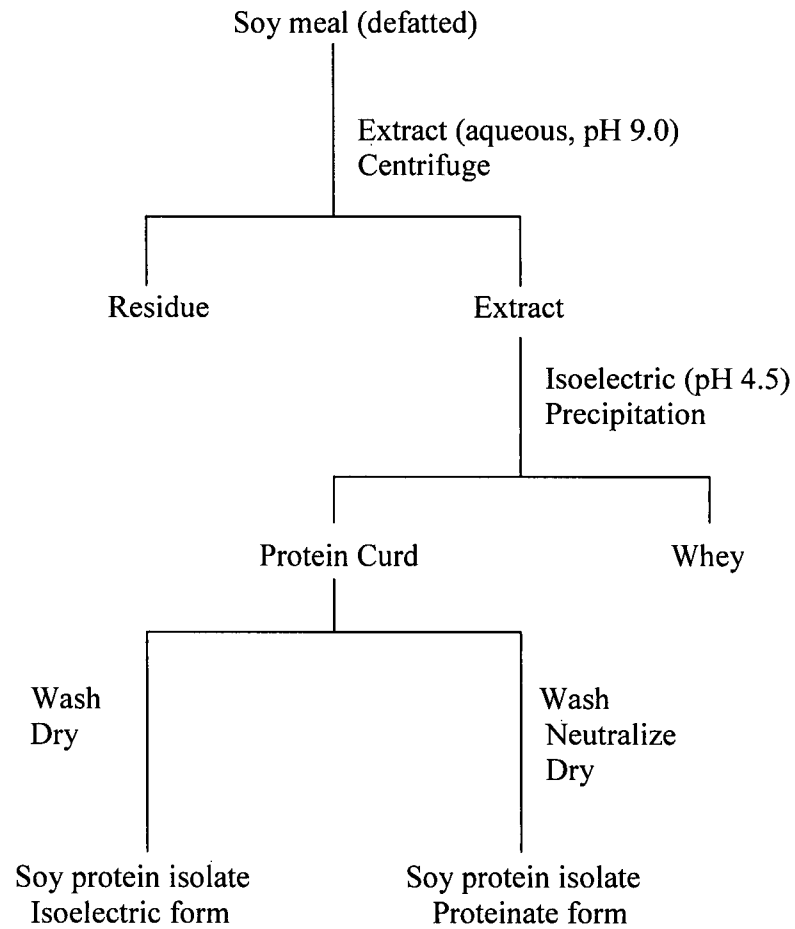 Soy meal (defatted)
Extract (aqueous, pH 9.0)
Centrifuge
Residue
Extract
Isoelectric (pH 4.5)
Precipitation
Protein Curd
Whey
Wash
Dry
Wash
Neutralize
Dry
Soy protein isolate
Isoelectric form
Soy protein isolate
Proteinate form